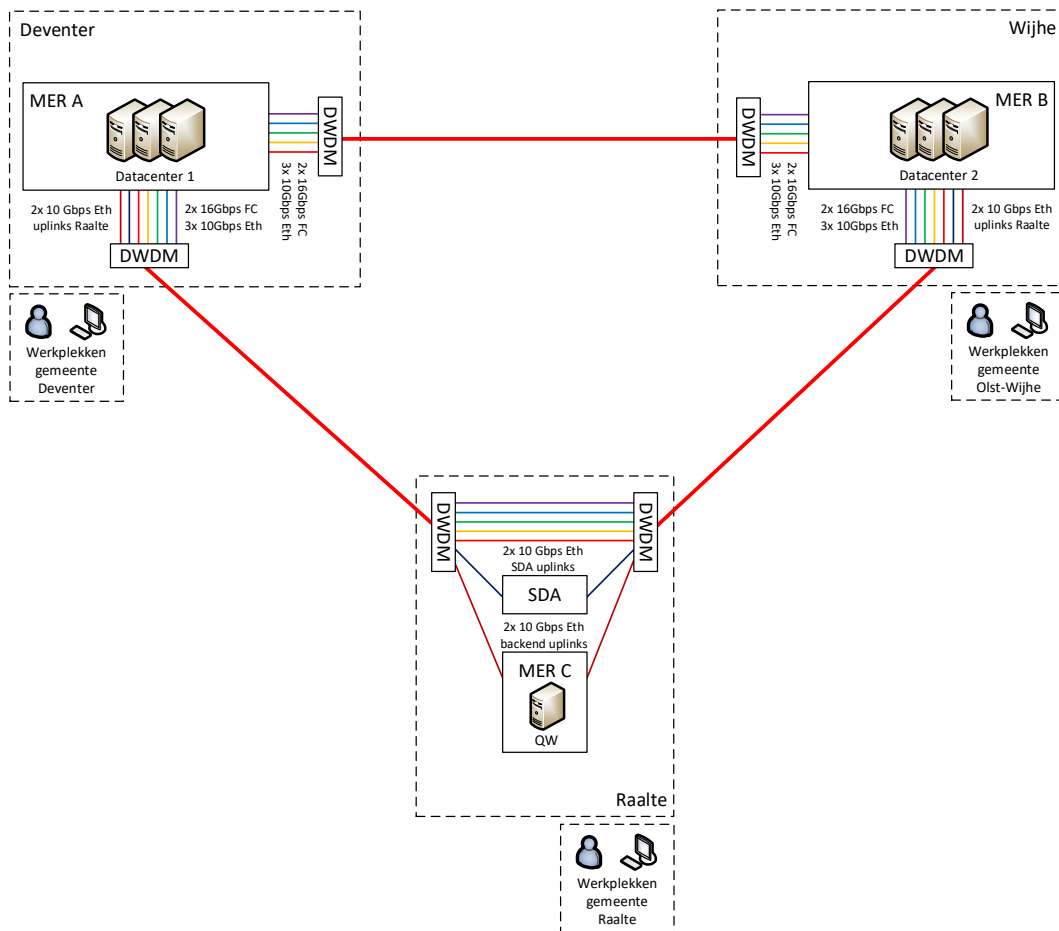 Deventer
MER A
Datacenter 1
DWDM
2x 16Gbps FC
3x 10Gbps Eth
2x 10 Gbps Eth
uplinks Raalte
2x 16Gbps FC
3x 10Gbps Eth
DWDM
Werkplekken
gemeente
Deventer
Wijhe
MER B
Datacenter 2
DWDM
2x 16Gbps FC
3x 10Gbps Eth
2x 16Gbps FC
3x 10Gbps Eth
2x 10 Gbps Eth
uplinks Raalte
DWDM
Werkplekken
gemeente
Olst-Wijhe
DWDM
DWDM
2x 10 Gbps Eth
SDA uplinks
SDA
2x 10 Gbps Eth
backend uplinks
MER C
QW
Raalte
Werkplekken
gemeente
Raalte